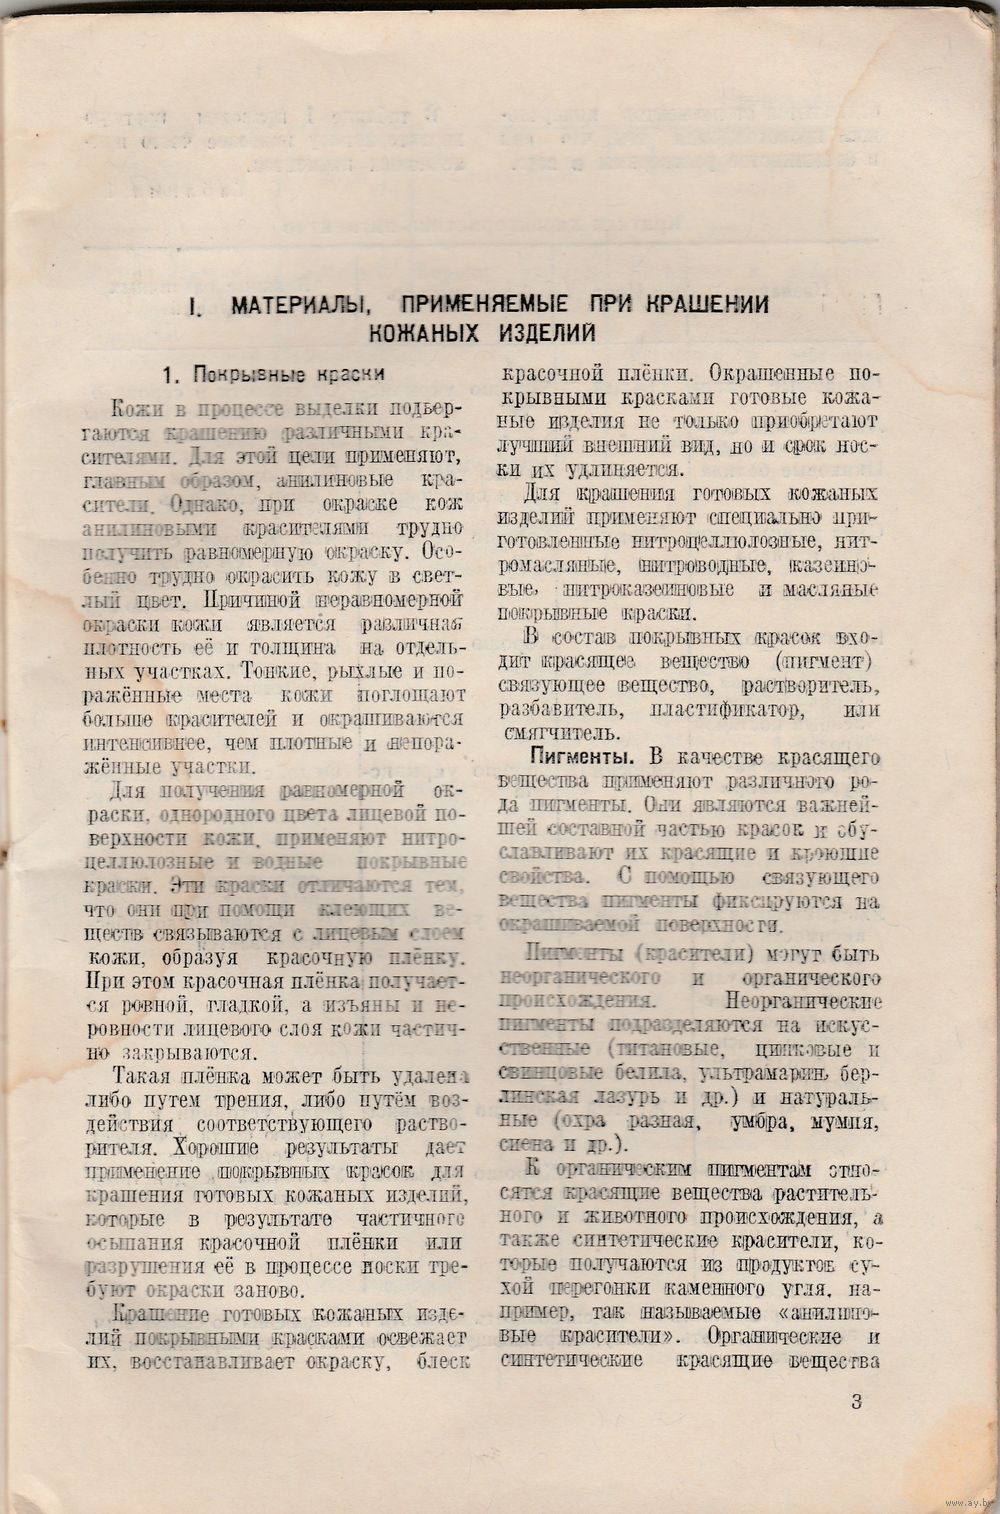 I. МАТЕРИАЛЫ, ПРИМЕНЯЕМЫЕ ПРИ КРАШЕНИИ
КОЖАНЫХ ИЗДЕЛИЙ
1. Покрывные краски
Кожи в процессе выделки подвер-
гаются крашению различными кра-
сителями. Для этой цели применяют,
главным образом, анилиновые кра-
сители. Однако, при окраске кож
анилиновыми красителями трудно
получить равномерную окраску. Осо-
бенно трудно окрасить кожу в свет-
лый цвет. Причиной неравномерной
окраски кожи является различная
плотность её и толщина на отдель-
ных участках. Тонкие, рыхлые и по-
ражённые места кожи поглощают
больше красителей и окрашиваются
интенсивнее, чем плотные и непора-
жённые участки.
Для получения равномерной ок-
раски, однородного цвета лицевой по-
верхности кожи, применяют нитро-
целлюлозные и водные покрывные
краски. Эти краски отличаются тем,
что они при помощи клеющих ве-
ществ связываются с лицевым слоем
кожи, образуя красочную плёнку.
При этом красочная плёнка получает-
ся ровной, гладкой, а изъяны и не-
ровности лицевого слоя кожи частич-
но закрываются.
Такая плёнка может быть удалена
либо путем трения, либо путём воз-
действия соответствующего раство-
рителя. Хорошие результаты дает
применение покрывных красок для
крашения готовых кожаных изделий,
которые в результате частичного
осыпания красочной плёнки или
разрушения её в процессе носки тре-
буют окраски заново.
Крашение готовых кожаных изде-
лий покрывными красками освежает
их, восстанавливает окраску, блеск
красочной плёнки. Окрашенные по-
крывными красками готовые кожа-
ные изделия не только приобретают
лучший внешний вид, но и срок нос-
ки их удлиняется.
Для крашения готовых кожаных
изделий применяют специально при-
готовленные нитроцеллюлозные, нит-
ромасляные, нитроводные, казеино-
вые, нитроказеиновые и масляные
покрывные краски.
В состав покрывных красок вхо-
дит красящее вещество (пигмент)
связующее вещество, растворитель,
разбавитель, пластификатор, или
смягчитель.
Пигменты. В качестве красящего
вещества применяют различного ро-
да пигменты. Они являются важней-
шей составной частью красок и обу-
славливают их красящие и кроющие
свойства. С помощью связующего
вещества пигменты фиксируются на
окрашиваемой поверхности.
Пигменты (красители) могут быть
неорганического и органического
происхождения. Неорганические
пигменты подразделяются на искус-
ственные (титановые, цинковые и
свинцовые белила, ультрамарин, бер-
линская лазурь и др.) и натураль-
ные (охра разная, умбра, мумия,
сиена и др.).
К органическим пигментам отно-
сятся красящие вещества раститель-
ного и животного происхождения, а
также синтетические красители, ко-
торые получаются из продуктов су-
хой перегонки каменного угля, на-
пример, так называемые «анилино-
вые красители». Органические и
синтетические красящие вещества
3
www.ay.by